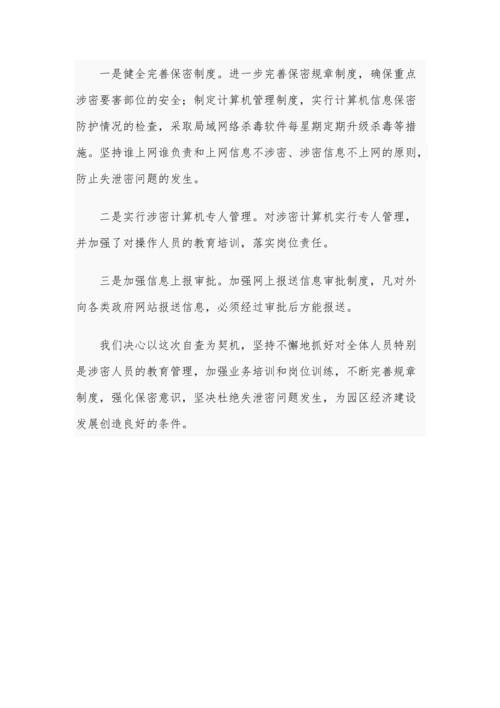 一是健全完善保密制度。进一步完善保密规章制度，确保重点
涉密要害部位的安全；制定计算机管理制度，实行计算机信息保密
防护情况的检查，采取局域网络杀毒软件每星期定期升级杀毒等措
施。坚持谁上网谁负责和上网信息不涉密、涉密信息不上网的原则，
防止失泄密问题的发生。
二是实行涉密计算机专人管理。对涉密计算机实行专人管理，
并加强了对操作人员的教育培训，落实岗位责任。
三是加强信息上报审批。加强网上报送信息审批制度，凡对外
向各类政府网站报送信息，必须经过审批后方能报送。
我们决心以这次自查为契机，坚持不懈地抓好对全体人员特别
是涉密人员的教育管理，加强业务培训和岗位训练，不断完善规章
制度，强化保密意识，坚决杜绝失泄密问题发生，为园区经济建设
发展创造良好的条件。